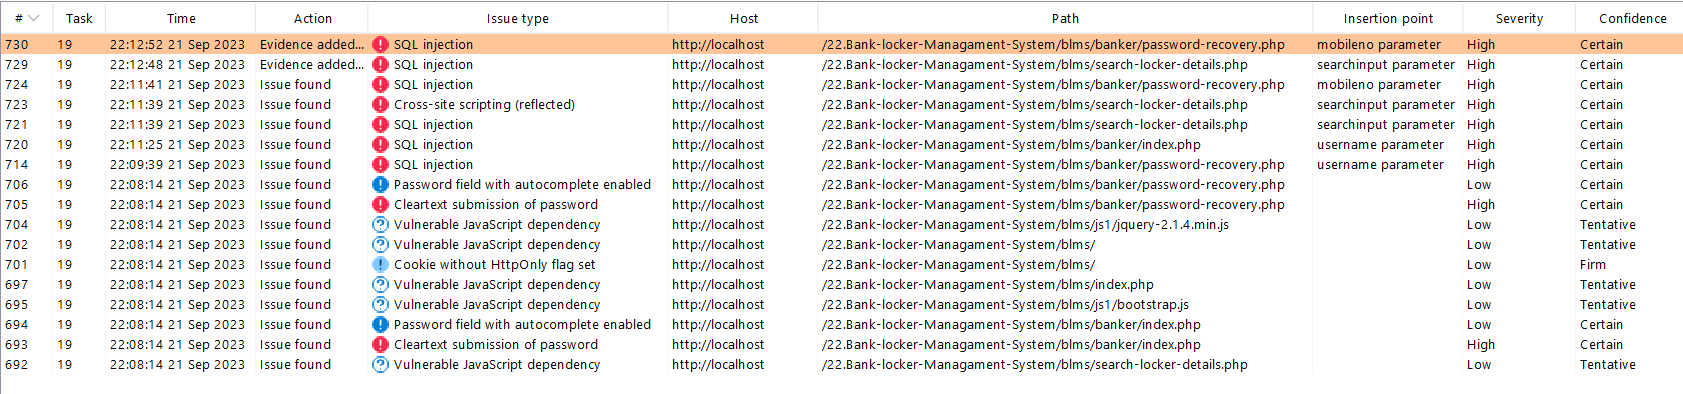 # Task Time Action Issue type Host Path Insertion point Severity Confidence
730 19 22:12:52 21 Sep 2023 Evidence added... SQL injection http://localhost /22.Bank-locker-Managament-System/blms/banker/password-recovery.php mobileno parameter High Certain
729 19 22:12:48 21 Sep 2023 Evidence added... SQL injection http://localhost /22.Bank-locker-Managament-System/blms/search-locker-details.php searchinput parameter High Certain
724 19 22:11:41 21 Sep 2023 Issue found SQL injection http://localhost /22.Bank-locker-Managament-System/blms/banker/password-recovery.php mobileno parameter High Certain
723 19 22:11:39 21 Sep 2023 Issue found Cross-site scripting (reflected) http://localhost /22.Bank-locker-Managament-System/blms/search-locker-details.php searchinput parameter High Certain
721 19 22:11:39 21 Sep 2023 Issue found SQL injection http://localhost /22.Bank-locker-Managament-System/blms/search-locker-details.php searchinput parameter High Certain
720 19 22:11:25 21 Sep 2023 Issue found SQL injection http://localhost /22.Bank-locker-Managament-System/blms/banker/index.php username parameter High Certain
714 19 22:09:39 21 Sep 2023 Issue found SQL injection http://localhost /22.Bank-locker-Managament-System/blms/banker/password-recovery.php username parameter High Certain
706 19 22:08:14 21 Sep 2023 Issue found Password field with autocomplete enabled http://localhost /22.Bank-locker-Managament-System/blms/banker/password-recovery.php Low Certain
705 19 22:08:14 21 Sep 2023 Issue found Cleartext submission of password http://localhost /22.Bank-locker-Managament-System/blms/banker/password-recovery.php High Certain
704 19 22:08:14 21 Sep 2023 Issue found Vulnerable JavaScript dependency http://localhost /22.Bank-locker-Managament-System/blms/js1/jquery-2.1.4.min.js Low Tentative
702 19 22:08:14 21 Sep 2023 Issue found Vulnerable JavaScript dependency http://localhost /22.Bank-locker-Managament-System/blms/ Low Tentative
701 19 22:08:14 21 Sep 2023 Issue found Cookie without HttpOnly flag set http://localhost /22.Bank-locker-Managament-System/blms/ Low Firm
697 19 22:08:14 21 Sep 2023 Issue found Vulnerable JavaScript dependency http://localhost /22.Bank-locker-Managament-System/blms/index.php Low Tentative
695 19 22:08:14 21 Sep 2023 Issue found Vulnerable JavaScript dependency http://localhost /22.Bank-locker-Managament-System/blms/js1/bootstrap.js Low Tentative
694 19 22:08:14 21 Sep 2023 Issue found Password field with autocomplete enabled http://localhost /22.Bank-locker-Managament-System/blms/banker/index.php Low Certain
693 19 22:08:14 21 Sep 2023 Issue found Cleartext submission of password http://localhost /22.Bank-locker-Managament-System/blms/banker/index.php High Certain
692 19 22:08:14 21 Sep 2023 Issue found Vulnerable JavaScript dependency http://localhost /22.Bank-locker-Managament-System/blms/search-locker-details.php Low Tentative